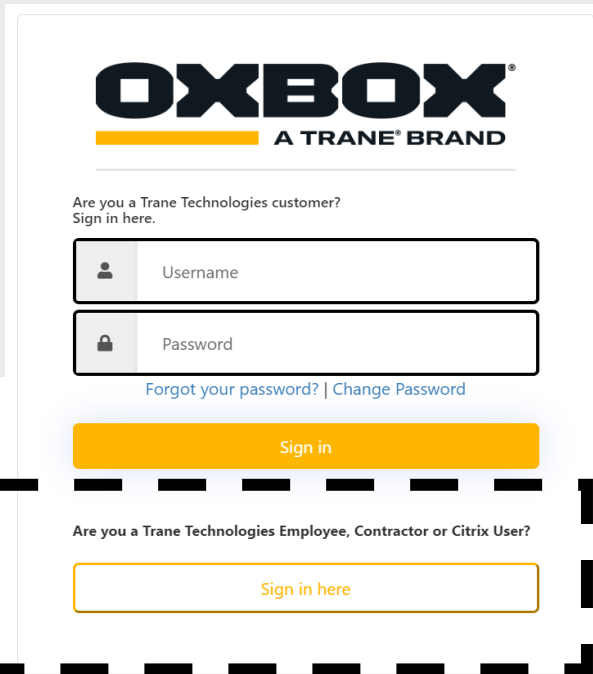 OXBOX®
A TRANE® BRAND
Are you a Trane Technologies customer?
Sign in here.
Username
Password
Forgot your password? | Change Password
Sign in
Are you a Trane Technologies Employee, Contractor or Citrix User?
Sign in here